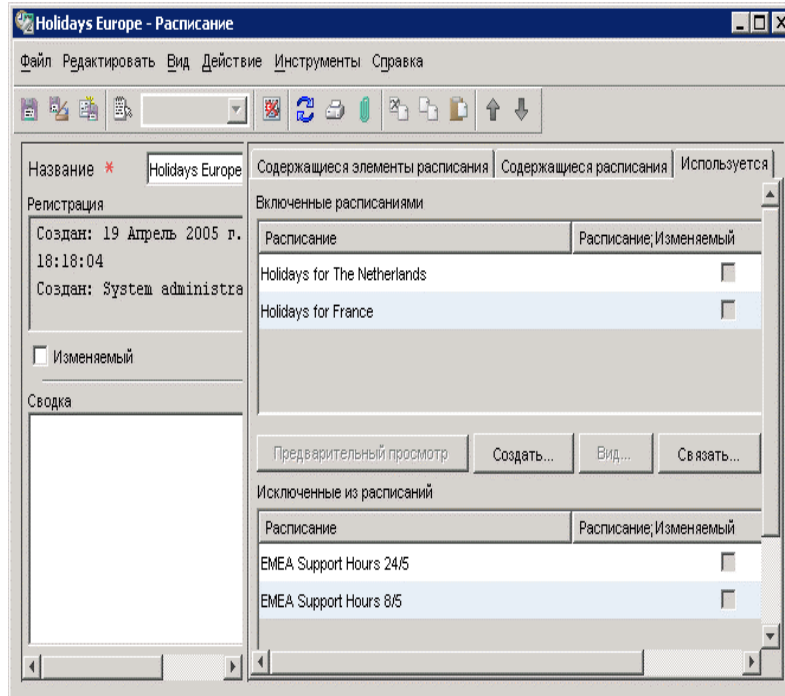 Holidays Europe - Расписание
Файл Редактировать Вид Действие Инструменты Справка
Название * Holidays Europe
Регистрация
Создан: 19 Апрель 2005 г.
18:18:04
Создан: System administra
Изменяемый
Сводка
Содержащиеся элементы расписания Содержащиеся расписания Используется
Включенные расписаниями
Расписание Расписание;Изменяемый
Holidays for The Netherlands
Holidays for France
Предварительный просмотр Создать... Вид... Связать...
Исключенные из расписаний
Расписание Расписание;Изменяемый
EMEA Support Hours 24/5
EMEA Support Hours 8/5